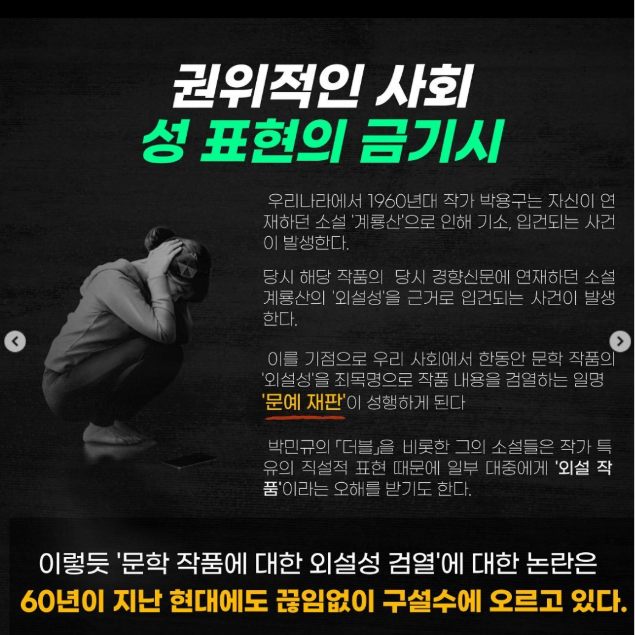 권위적인 사회
성 표현의 금기시
우리나라에서 1960년대 작가 박용구는 자신이 연
재하던 소설 '계룡산'으로 인해 기소, 입건되는 사건
이 발생한다.
당시 해당 작품의 당시 경향신문에 연재하던 소설
계룡산의 '외설성'을 근거로 입건되는 사건이 발생
한다.
이를 기점으로 우리 사회에서 한동안 문학 작품의
'외설성'을 죄목명으로 작품 내용을 검열하는 일명
'문예 재판'이 성행하게 된다
박민규의 「더블」을 비롯한 그의 소설들은 작가 특
유의 직설적 표현 때문에 일부 대중에게 '외설 작
품'이라는 오해를 받기도 한다.
이렇듯 '문학 작품에 대한 외설성 검열'에 대한 논란은
60년이 지난 현대에도 끊임없이 구설수에 오르고 있다.